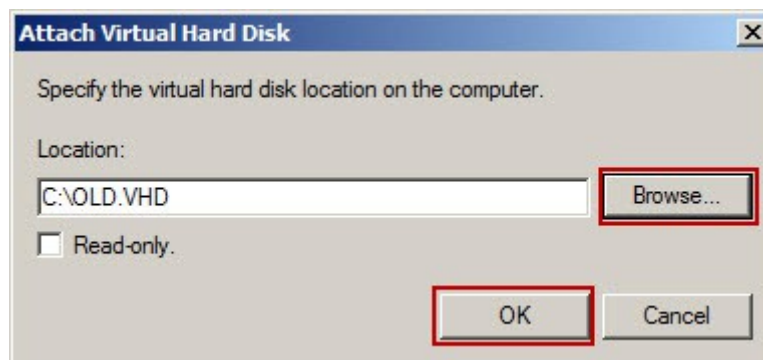 Attach Virtual Hard Disk
Specify the virtual hard disk location on the computer.
Location:
C:\OLD.VHD
Browse...
Read-only.
OK
Cancel